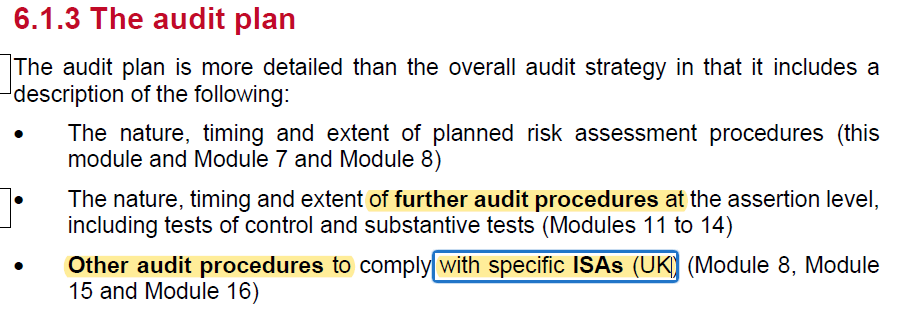 6.1.3 The audit plan
The audit plan is more detailed than the overall audit strategy in that it includes a
description of the following:
• The nature, timing and extent of planned risk assessment procedures (this
module and Module 7 and Module 8)
• The nature, timing and extent of further audit procedures at the assertion level,
including tests of control and substantive tests (Modules 11 to 14)
• Other audit procedures to comply with specific ISAs (UK) (Module 8, Module
15 and Module 16)